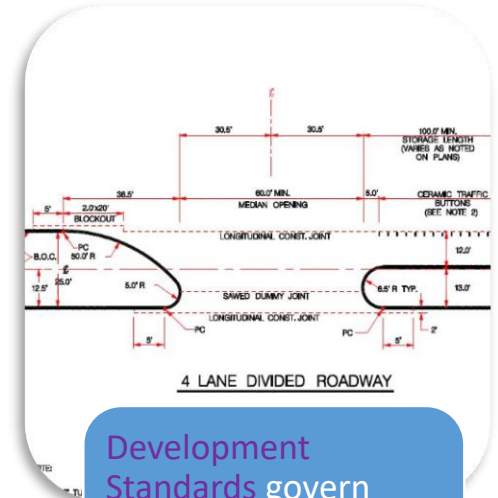 ℄
30.5' 30.5' 100.0' MIN.
STORAGE LENGTH
(VARIES AS NOTED
ON PLANS)
36.5' 60.0' MIN. 5.0' CERAMIC TRAFFIC
MEDIAN OPENING BUTTONS
(SEE NOTE 2)
5' 2.0'x20'
BLOCKOUT
LONGITUDINAL CONST. JOINT
PC
B.O.C. 50.0' R
12.0'
12.5' 25.0' 5.0' R SAWED DUMMY JOINT 6.5' R TYP. 13.0'
LONGITUDINAL CONST. JOINT
PC PC 2'
5' 5'
4 LANE DIVIDED ROADWAY
Development
Standards govern